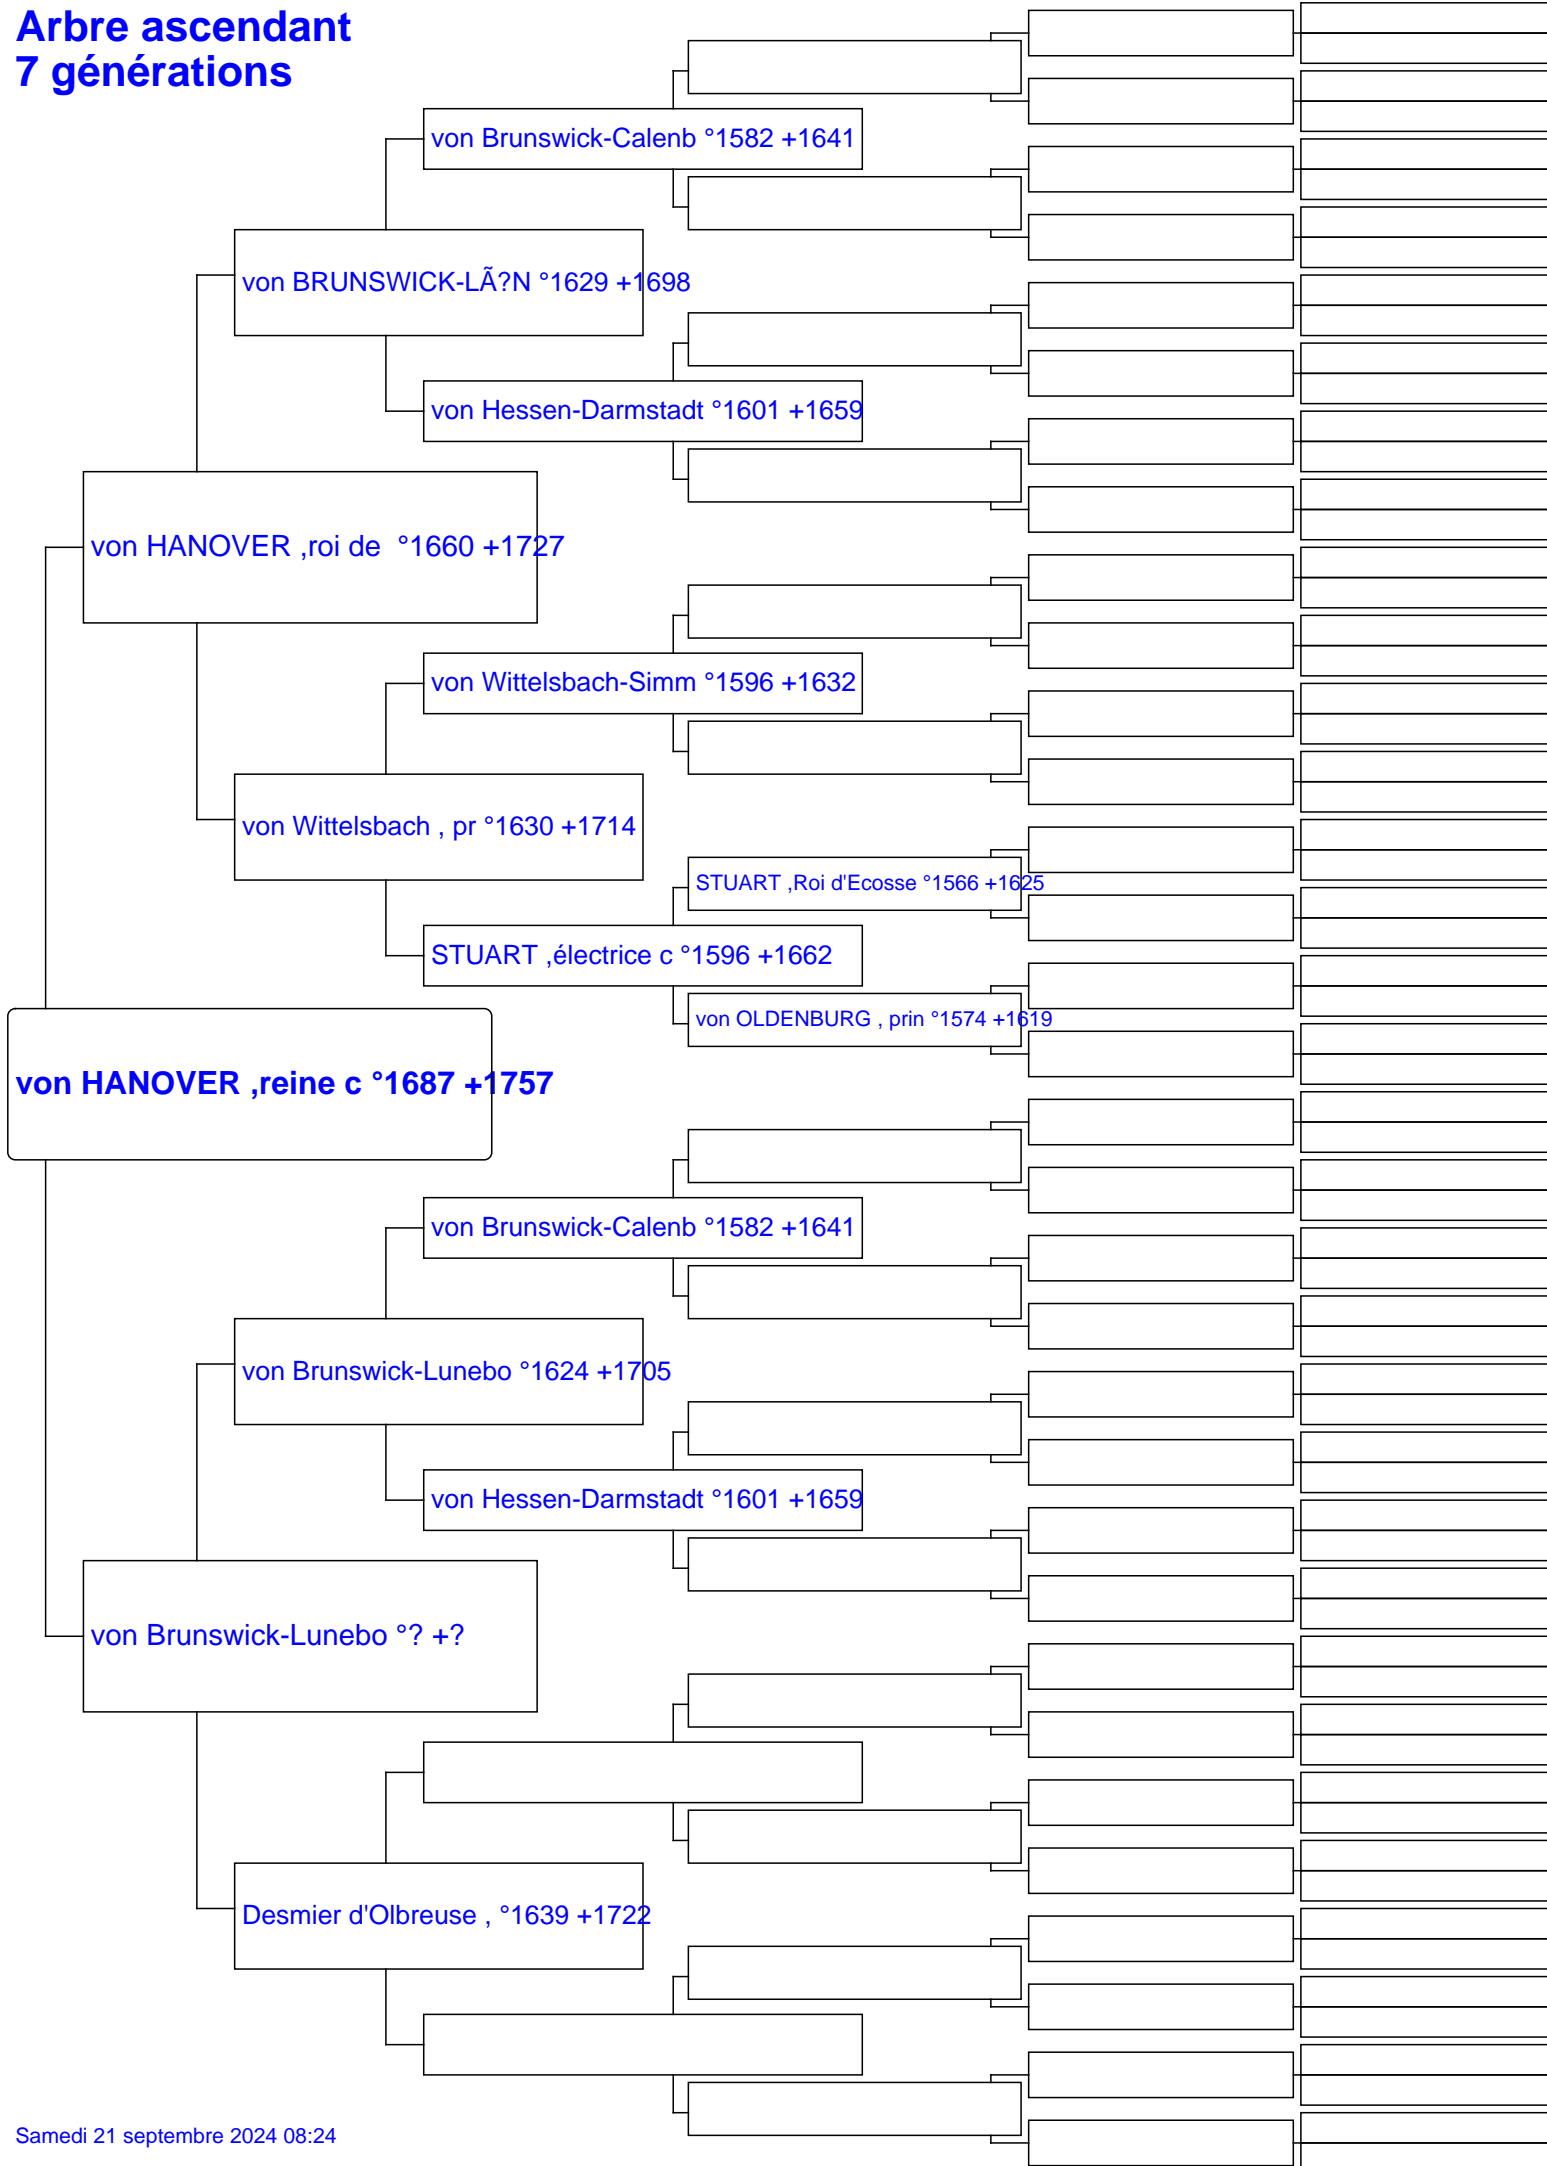 Arbre ascendant
7 générations
von Brunswick-Calenb °1582 +1641
von BRUNSWICK-LÃ?N °1629 +1698
von Hessen-Darmstadt °1601 +1659
von HANOVER ,roi de  °1660 +1727
von Wittelsbach-Simm °1596 +1632
von Wittelsbach , pr °1630 +1714
STUART ,Roi d'Ecosse °1566 +1625
STUART ,électrice c °1596 +1662
von OLDENBURG , prin °1574 +1619
von HANOVER ,reine c °1687 +1757
von Brunswick-Calenb °1582 +1641
von Brunswick-Lunebo °1624 +1705
von Hessen-Darmstadt °1601 +1659
von Brunswick-Lunebo °? +?
Desmier d'Olbreuse , °1639 +1722
Samedi 21 septembre 2024 08:24